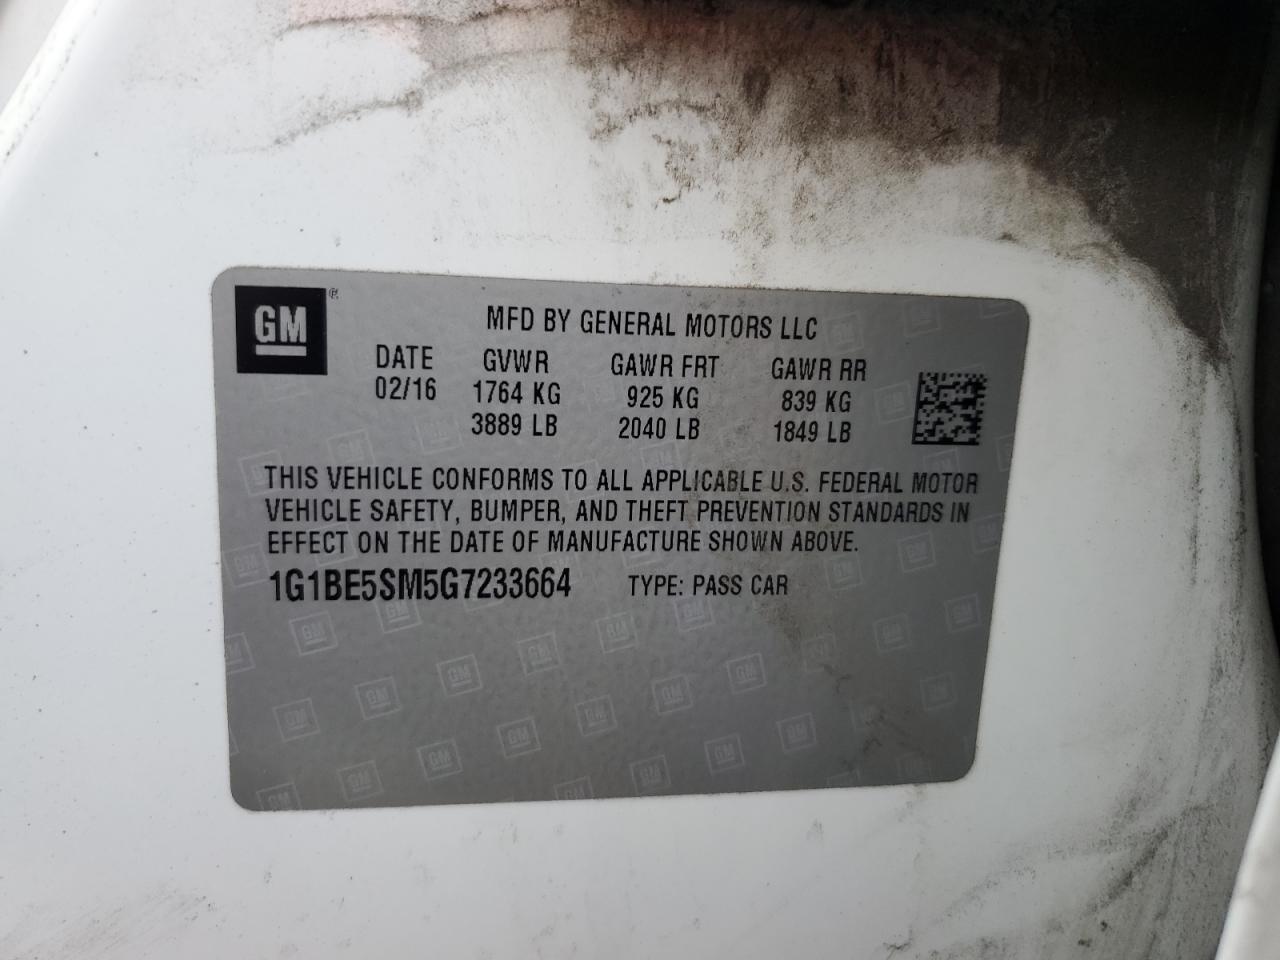 GM
MFD BY GENERAL MOTORS LLC
DATE GVWR GAWR FRT GAWR RR
02/16 1764 KG 925 KG 839 KG
3889 LB 2040 LB 1849 LB
THIS VEHICLE CONFORMS TO ALL APPLICABLE U.S. FEDERAL MOTOR
VEHICLE SAFETY, BUMPER, AND THEFT PREVENTION STANDARDS IN
EFFECT ON THE DATE OF MANUFACTURE SHOWN ABOVE.
1G1BE5SM5G7233664 TYPE: PASS CAR